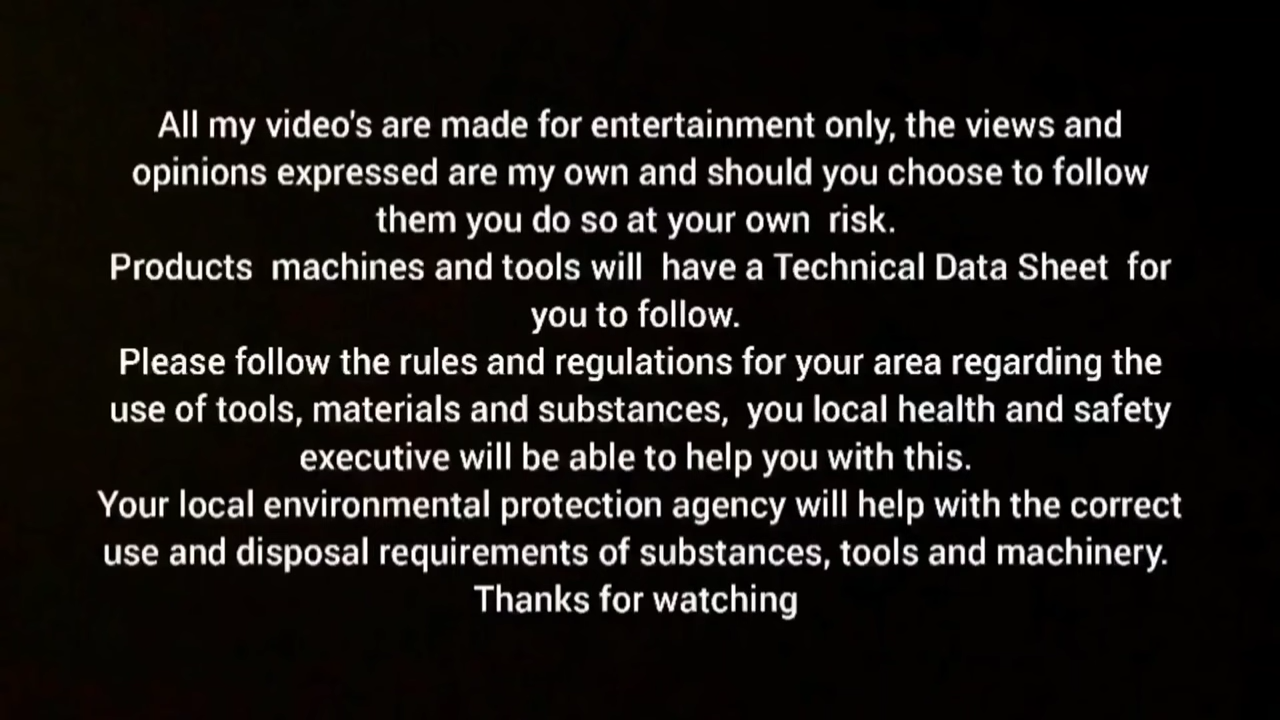 All my video's are made for entertainment only, the views and
opinions expressed are my own and should you choose to follow
them you do so at your own  risk.
Products  machines and tools will  have a Technical Data Sheet  for
you to follow.
Please follow the rules and regulations for your area regarding the
use of tools, materials and substances,  you local health and safety
executive will be able to help you with this.
Your local environmental protection agency will help with the correct
use and disposal requirements of substances, tools and machinery.
Thanks for watching